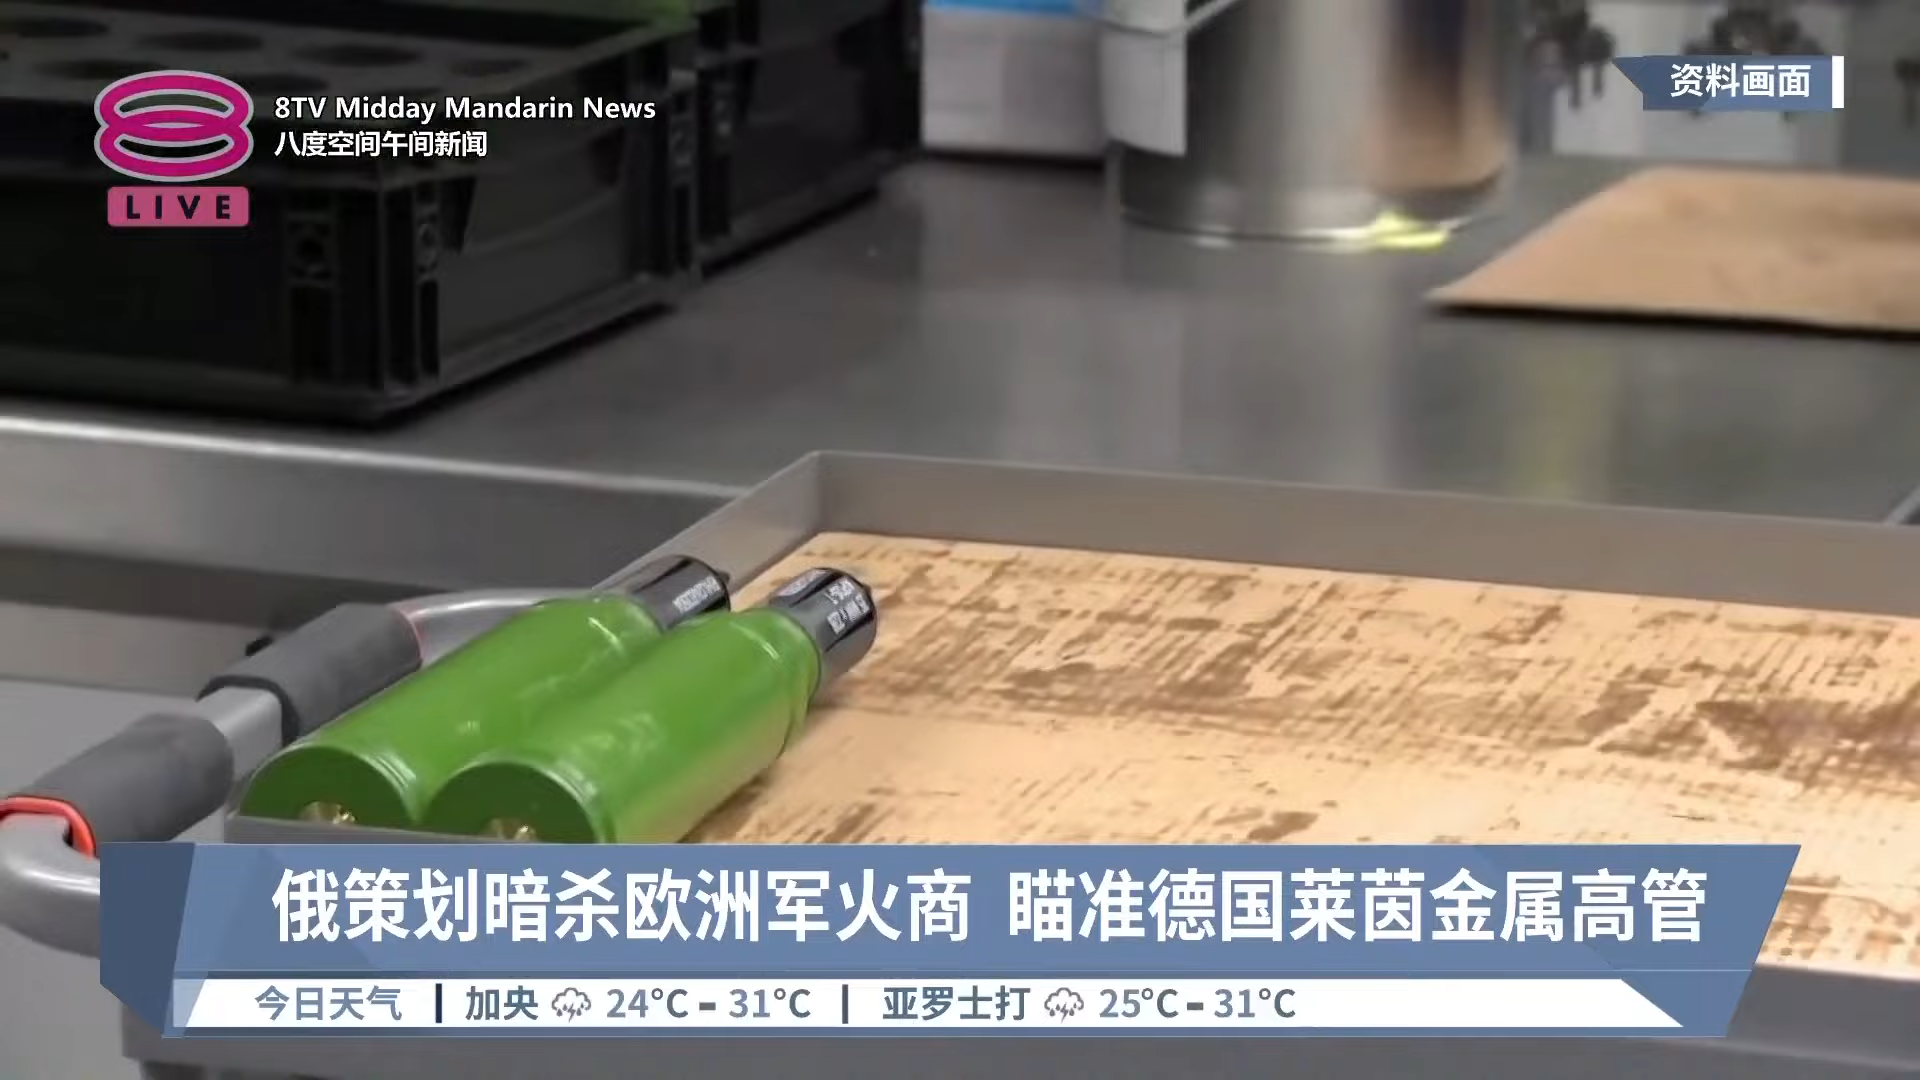 8TV Midday Mandarin News
八度空间午间新闻
LIVE
资料画面
俄策划暗杀欧洲军火商 瞄准德国莱茵金属高管
今日天气 | 加央 24°C - 31°C | 亚罗士打 25°C - 31°C